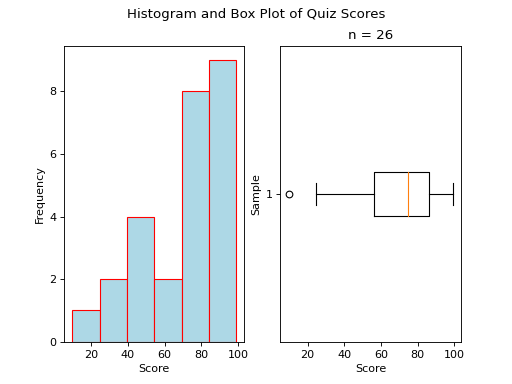 Histogram and Box Plot of Quiz Scores
n = 26
Frequency
0
2
4
6
8
20 40 60 80 100
Score
Sample
1
20 40 60 80 100
Score